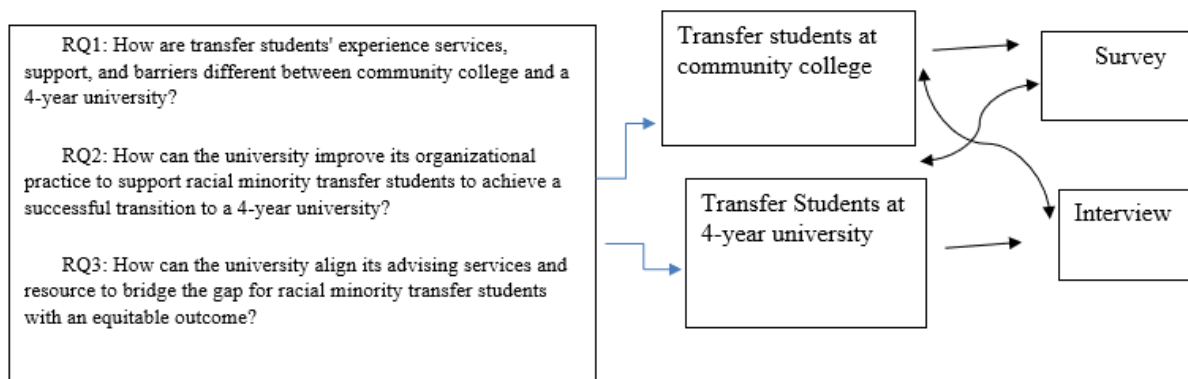 RQ1: How are transfer students' experience services,
support, and barriers different between community college and a
4-year university?
RQ2: How can the university improve its organizational
practice to support racial minority transfer students to achieve a
successful transition to a 4-year university?
RQ3: How can the university align its advising services and
resource to bridge the gap for racial minority transfer students
with an equitable outcome?
Transfer students at
community college
Transfer Students at
4-year university
Survey
Interview